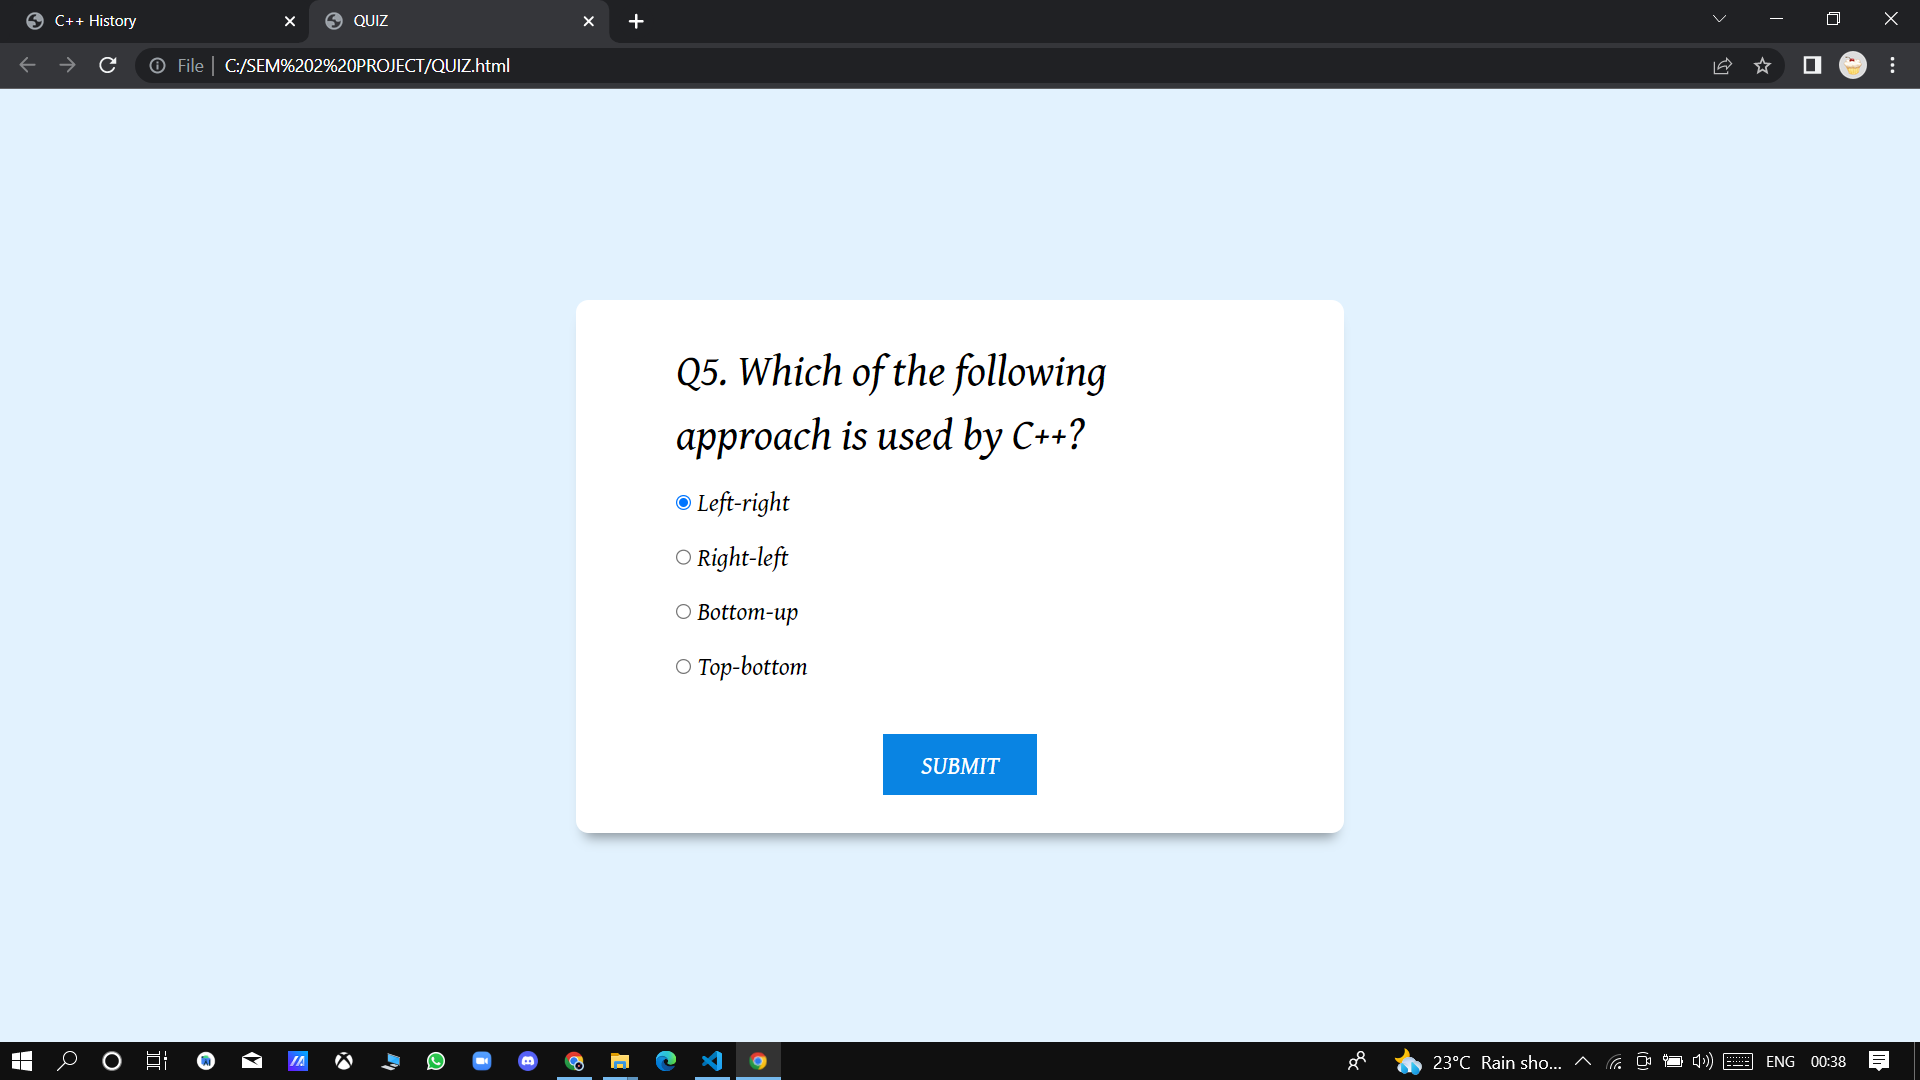 C++ History
QUIZ
File | C:/SEM%202%20PROJECT/QUIZ.html
Q5. Which of the following
approach is used by C++?
Left-right
Right-left
Bottom-up
Top-bottom
SUBMIT
23°C Rain sho... ENG 00:38